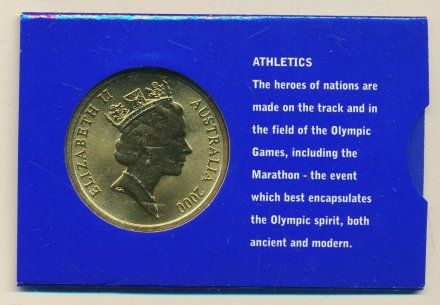 ELIZABETH II
AUSTRALIA 2000
ATHLETICS
The heroes of nations are
made on the track and in
the field of the Olympic
Games, including the
Marathon - the event
which best encapsulates
the Olympic spirit, both
ancient and modern.